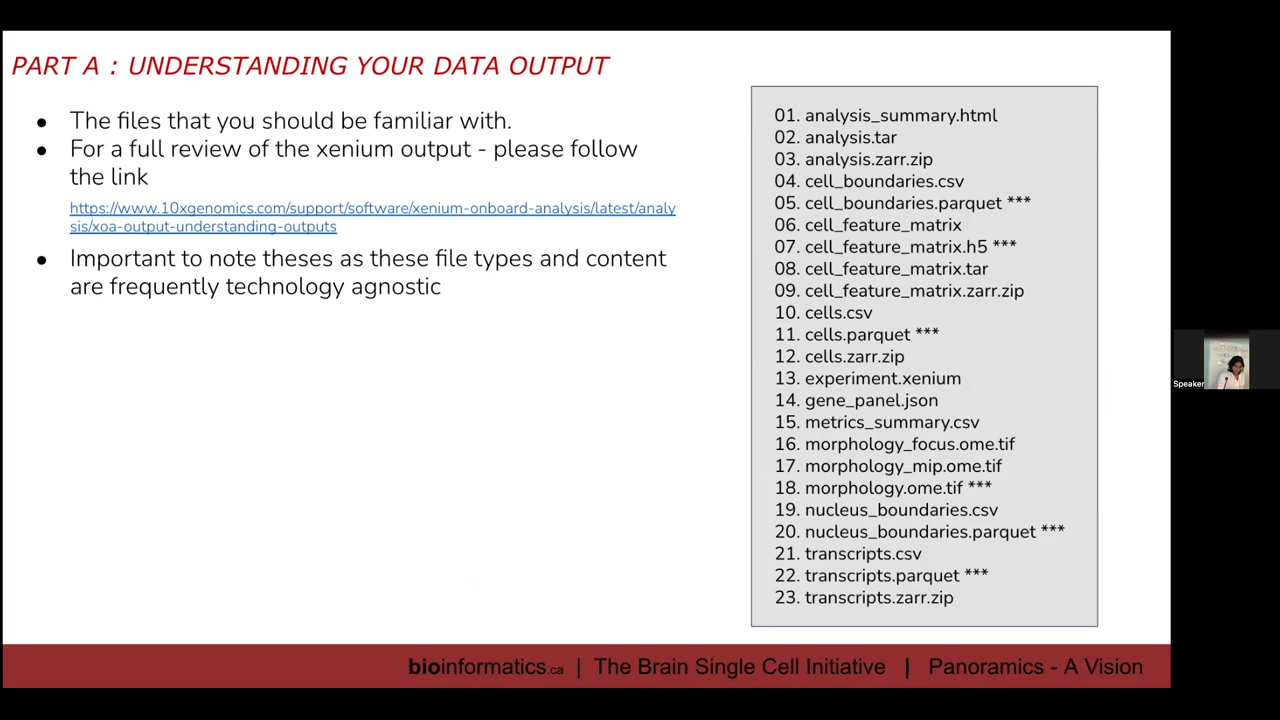 PART A : UNDERSTANDING YOUR DATA OUTPUT
● The files that you should be familiar with.
● For a full review of the xenium output - please follow
the link
https://www.10xgenomics.com/support/software/xenium-onboard-analysis/latest/analy
sis/xoa-output-understanding-outputs
● Important to note theses as these file types and content
are frequently technology agnostic
01. analysis_summary.html
02. analysis.tar
03. analysis.zarr.zip
04. cell_boundaries.csv
05. cell_boundaries.parquet ***
06. cell_feature_matrix
07. cell_feature_matrix.h5 ***
08. cell_feature_matrix.tar
09. cell_feature_matrix.zarr.zip
10. cells.csv
11. cells.parquet ***
12. cells.zarr.zip
13. experiment.xenium
14. gene_panel.json
15. metrics_summary.csv
16. morphology_focus.ome.tif
17. morphology_mip.ome.tif
18. morphology.ome.tif ***
19. nucleus_boundaries.csv
20. nucleus_boundaries.parquet ***
21. transcripts.csv
22. transcripts.parquet ***
23. transcripts.zarr.zip
Speaker
bioinformatics.ca | The Brain Single Cell Initiative | Panoramics - A Vision